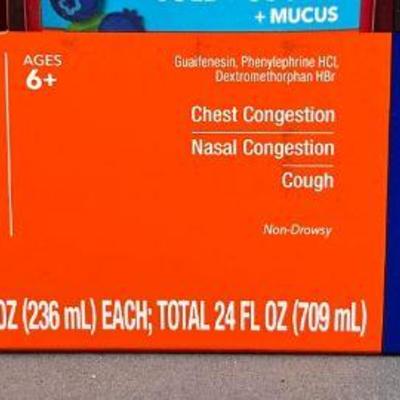 + MUCUS
AGES
6+
Guaifenesin, Phenylephrine HCl,
Dextromethorphan HBr
Chest Congestion
Nasal Congestion
Cough
Non-Drowsy
OZ (236 mL) EACH; TOTAL 24 FL OZ (709 mL)